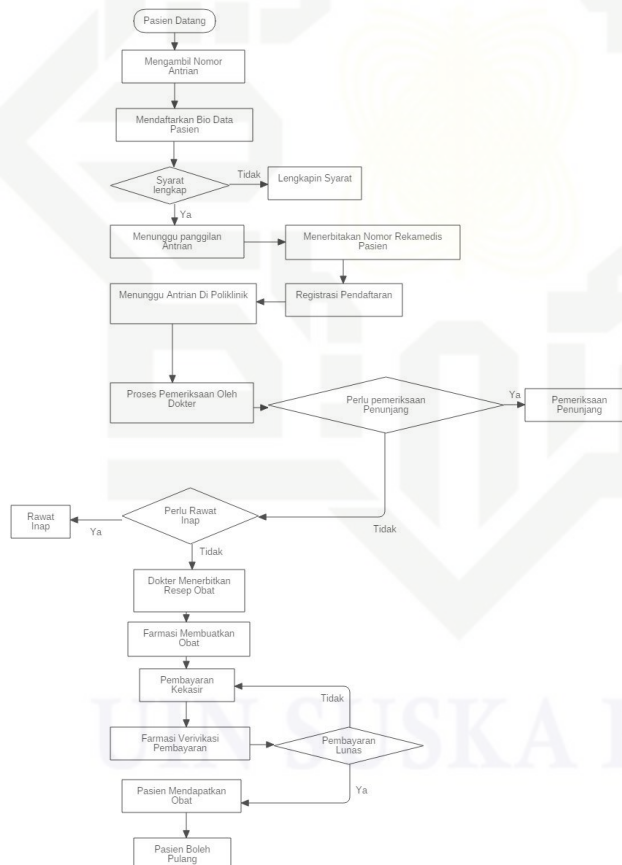 Pasien Datang
Mengambil Nomor
Antrian
Mendaftarkan Bio Data
Pasien
Syarat
lengkap
Tidak
Lengkapin Syarat
Ya
Menunggu panggilan
Antrian
Menerbitakan Nomor Rekamedis
Pasien
Menunggu Antrian Di Poliklinik
Registrasi Pendaftaran
Proses Pemeriksaan Oleh
Dokter
Perlu pemeriksaan
Penunjang
Ya
Pemeriksaan
Penunjang
Tidak
Perlu Rawat
Inap
Ya
Rawat
Inap
Tidak
Dokter Menerbitkan
Resep Obat
Farmasi Membuatkan
Obat
Pembayaran
Kekasir
Tidak
Farmasi Verivikasi
Pembayaran
Pembayaran
Lunas
Ya
Pasien Mendapatkan
Obat
Pasien Boleh
Pulang
UIN SUSKA